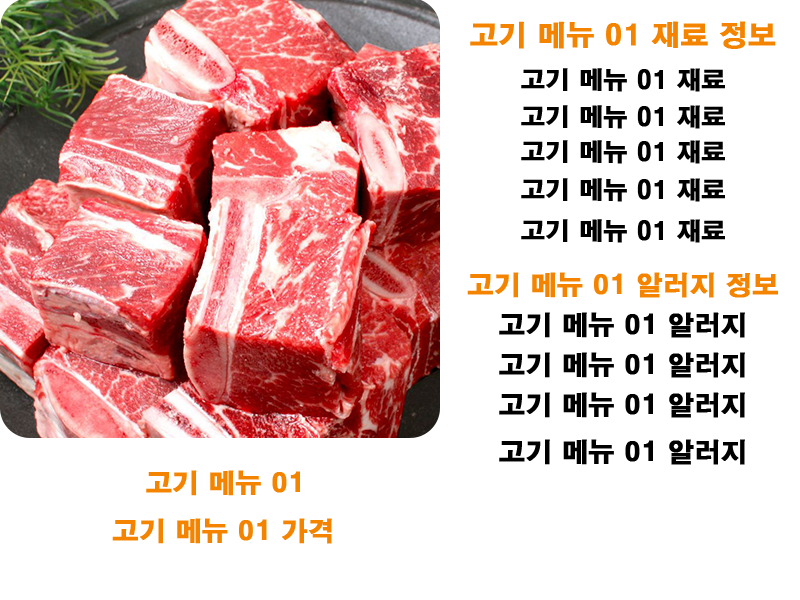 고기 메뉴 01 재료 정보
고기 메뉴 01 재료
고기 메뉴 01 재료
고기 메뉴 01 재료
고기 메뉴 01 재료
고기 메뉴 01 재료
고기 메뉴 01 알러지 정보
고기 메뉴 01 알러지
고기 메뉴 01 알러지
고기 메뉴 01 알러지
고기 메뉴 01 알러지
고기 메뉴 01
고기 메뉴 01 가격